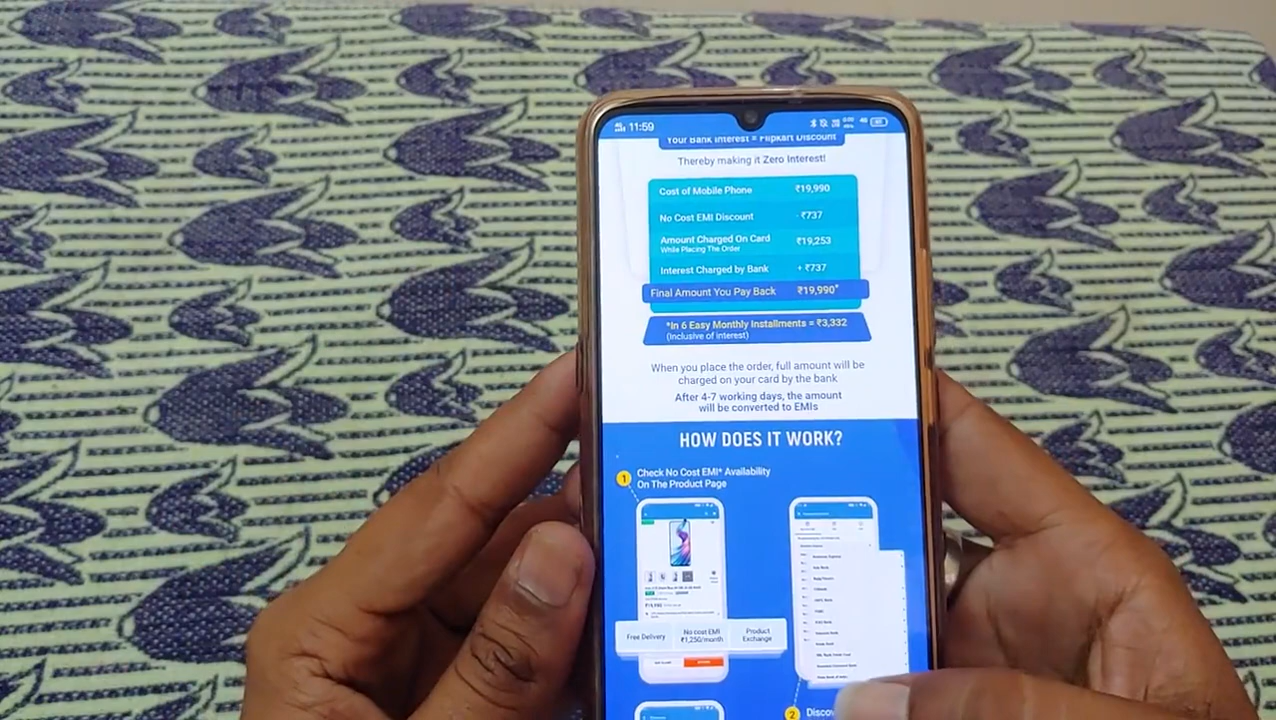 11:59
Your Bank Interest = Flipkart Discount
Thereby making it Zero Interest!
Cost of Mobile Phone ₹19,990
No Cost EMI Discount - ₹737
Amount Charged On Card ₹19,253
While Placing The Order
Interest Charged by Bank + ₹737
Final Amount You Pay Back ₹19,990*
*In 6 Easy Monthly Installments = ₹3,332
(Inclusive of interest)
When you place the order, full amount will be
charged on your card by the bank
After 4-7 working days, the amount
will be converted to EMIs
HOW DOES IT WORK?
1 Check No Cost EMI* Availability
On The Product Page
Free Delivery
No cost EMI
₹1,250/month
Product
Exchange
2